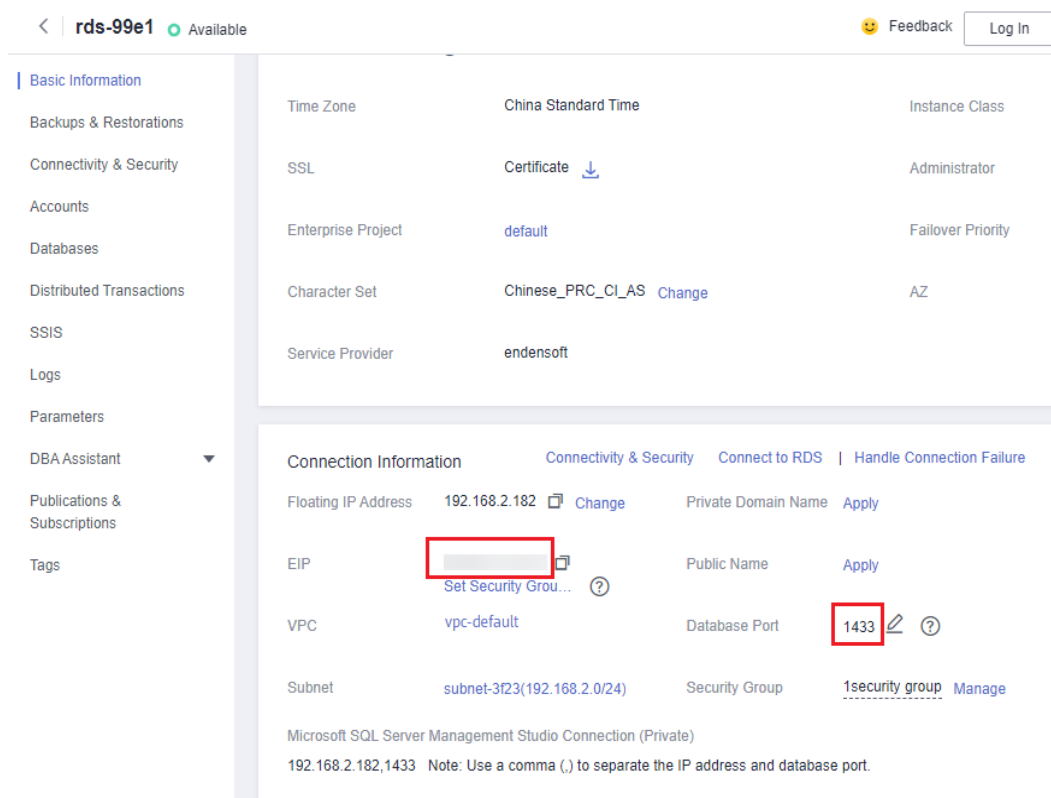 rds-99e1 Available Feedback Log In
Basic Information
Backups & Restorations
Connectivity & Security
Accounts
Databases
Distributed Transactions
SSIS
Logs
Parameters
DBA Assistant
Publications &
Subscriptions
Tags
Time Zone China Standard Time Instance Class
SSL Certificate Administrator
Enterprise Project default Failover Priority
Character Set Chinese_PRC_CI_AS Change AZ
Service Provider endensoft
Connection Information Connectivity & Security Connect to RDS | Handle Connection Failure
Floating IP Address 192.168.2.182 Change Private Domain Name Apply
EIP Public Name Apply
Set Security Grou...
VPC vpc-default Database Port 1433
Subnet subnet-3f23(192.168.2.0/24) Security Group 1security group Manage
Microsoft SQL Server Management Studio Connection (Private)
192.168.2.182,1433 Note: Use a comma (,) to separate the IP address and database port.